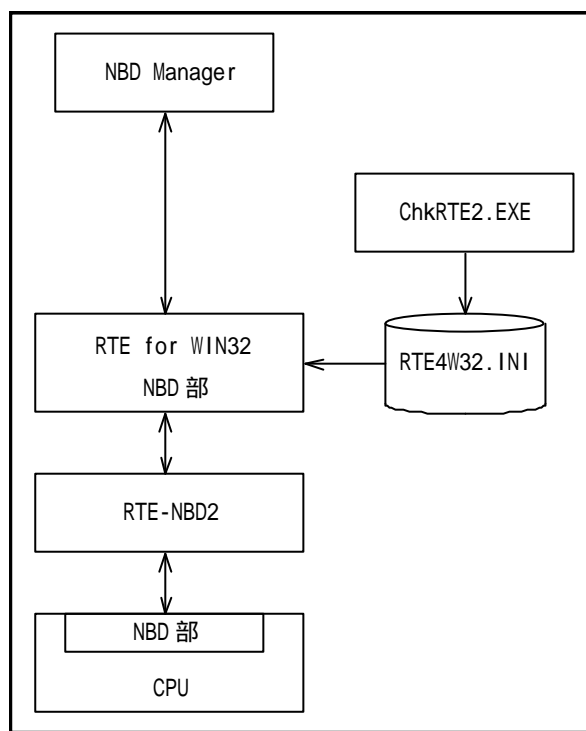 NBD Manager
ChkRTE2.EXE
RTE for WIN32
NBD 部
RTE4W32.INI
RTE-NBD2
NBD 部
CPU